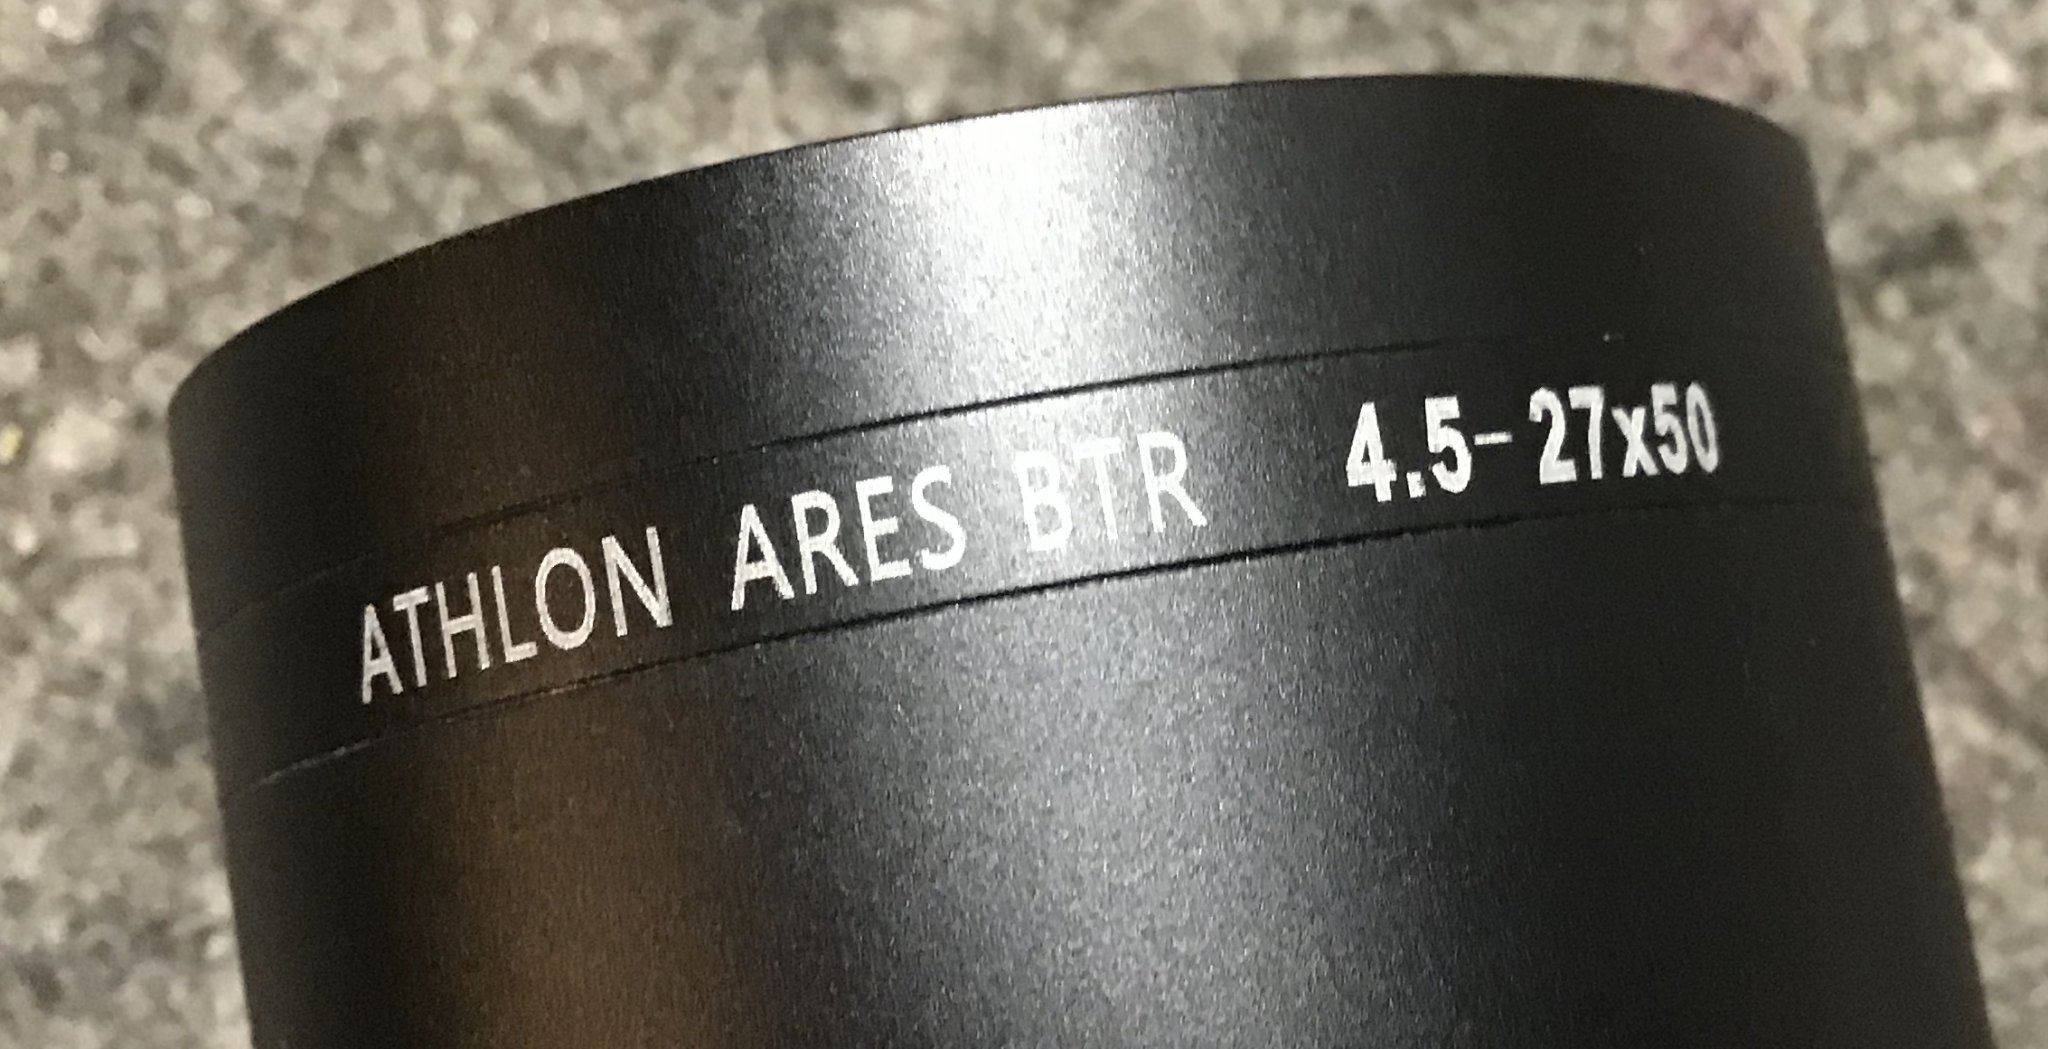 ATHLON ARES BTR 4.5-27x50